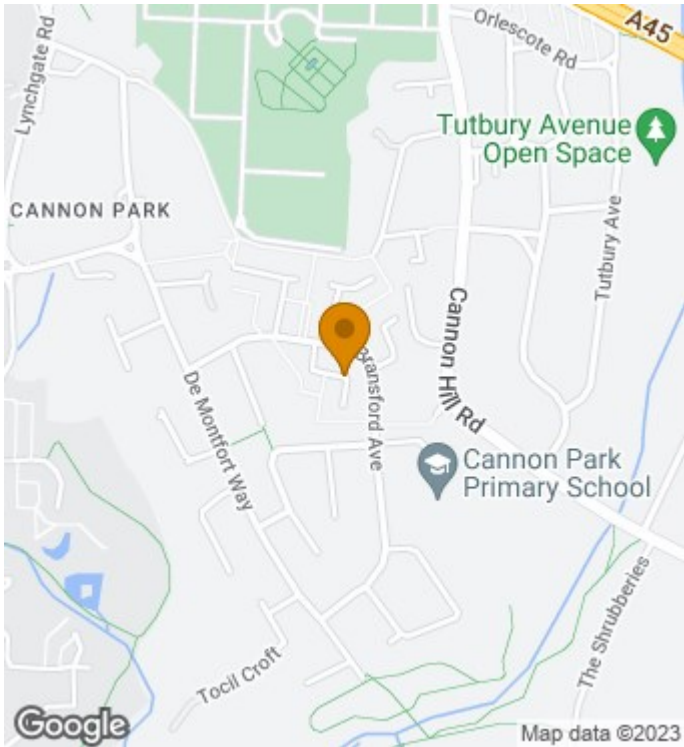 A45
Orlescote Rd
Lynchgate Rd
Tutbury Avenue
Open Space
CANNON PARK
Tutbury Ave
Cannon Hill Rd
Bransford Ave
De Montfort Way
Cannon Park
Primary School
The Shrubberies
Tocil Croft
Google
Map data ©2023